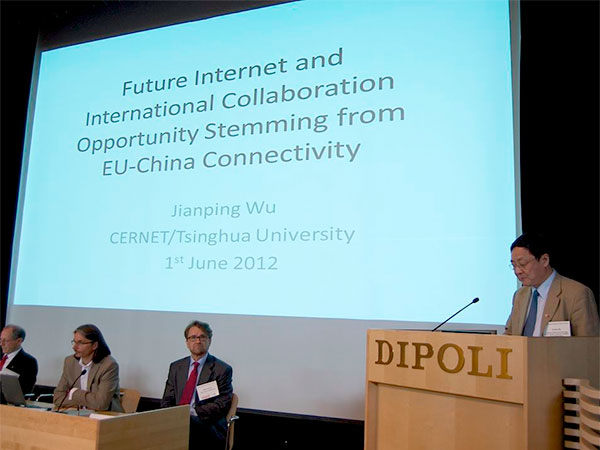 Future Internet and
International Collaboration
Opportunity Stemming from
EU-China Connectivity
Jianping Wu
CERNET/Tsinghua University
1st June 2012
DIPOLI